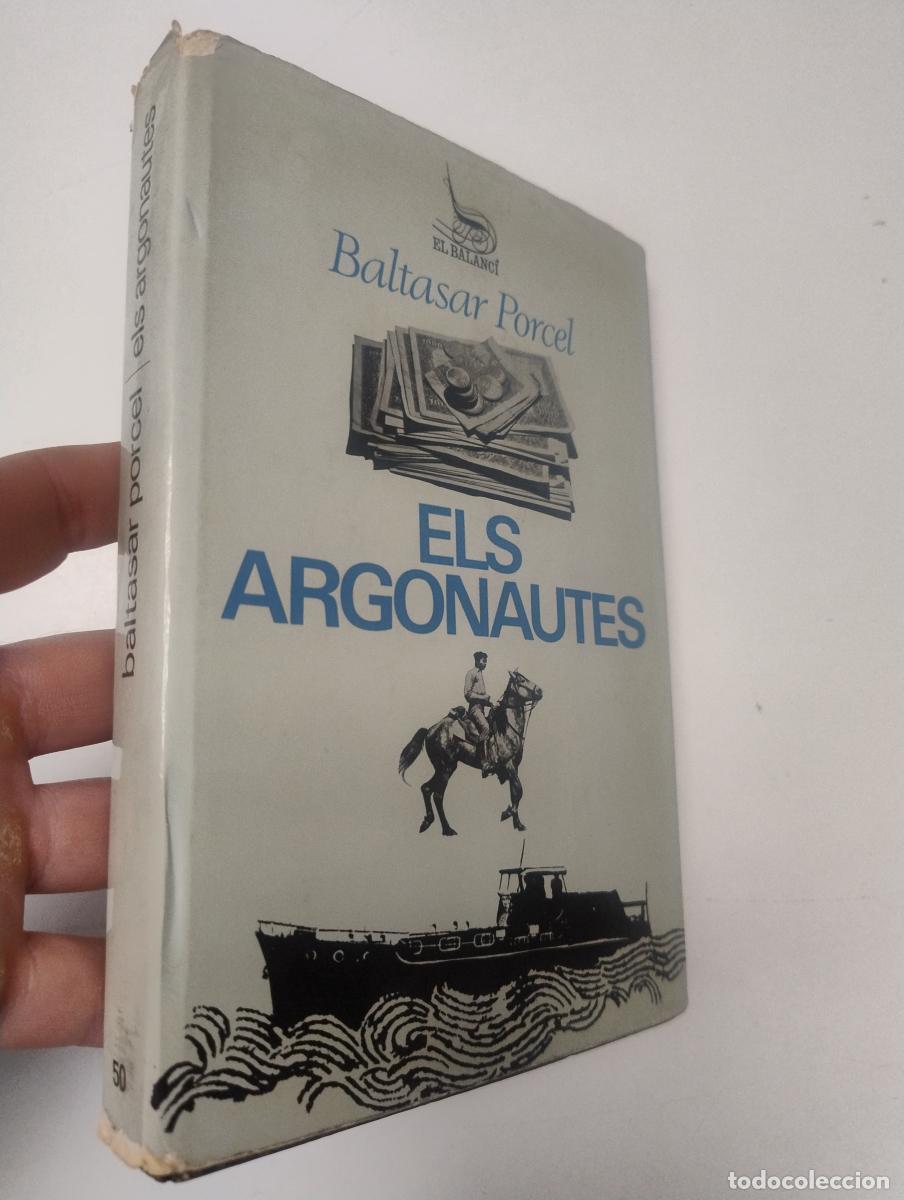 baltasar porcel | els argonautes
50
EL BALANCÍ
Baltasar Porcel
ELS
ARGONAUTES
todocoleccion